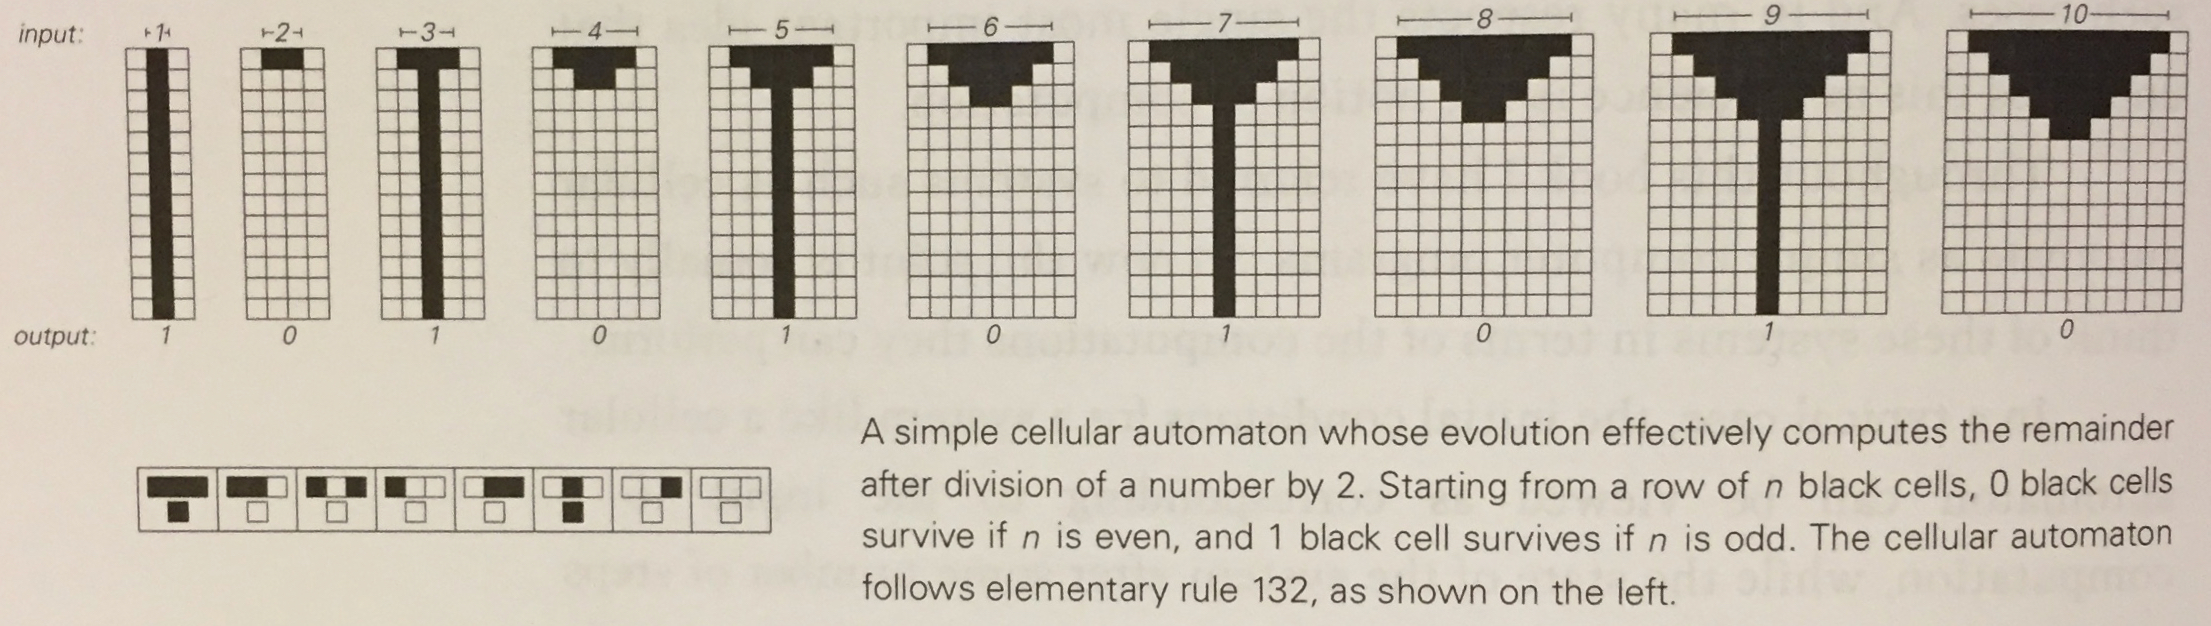 input: 1 2 3 4 5 6 7 8 9 10
output: 1 0 1 0 1 0 1 0 1 0
A simple cellular automaton whose evolution effectively computes the remainder
after division of a number by 2. Starting from a row of n black cells, 0 black cells
survive if n is even, and 1 black cell survives if n is odd. The cellular automaton
follows elementary rule 132, as shown on the left.